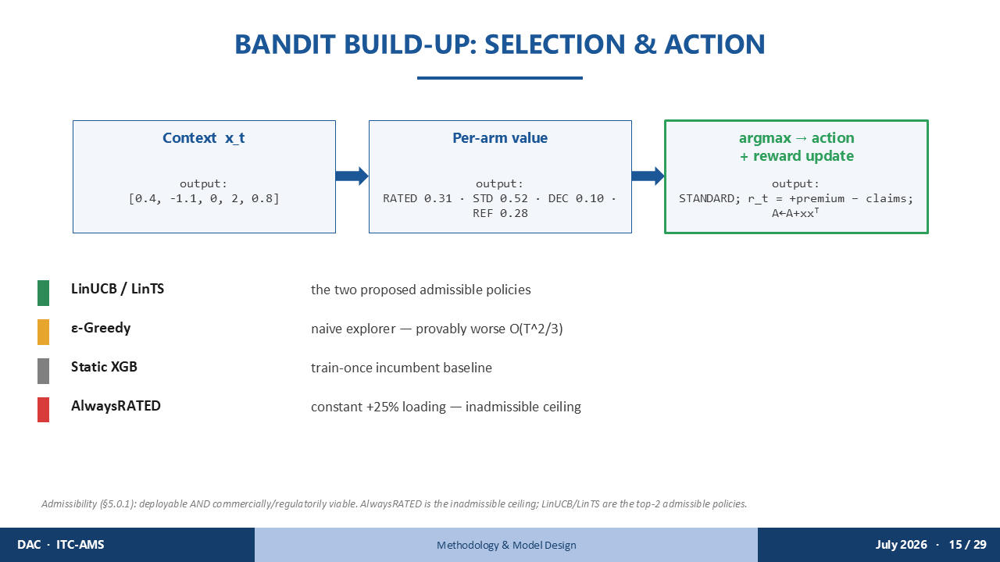 BANDIT BUILD-UP: SELECTION & ACTION
Context x_t
output:
[0.4, -1.1, 0, 2, 0.8]
Per-arm value
output:
RATED 0.31 · STD 0.52 · DEC 0.10 ·
REF 0.28
argmax → action
+ reward update
output:
STANDARD; r_t = +premium − claims;
A←A+xxᵀ
LinUCB / LinTS
the two proposed admissible policies
ε-Greedy
naive explorer — provably worse O(T^2/3)
Static XGB
train-once incumbent baseline
AlwaysRATED
constant +25% loading — inadmissible ceiling
Admissibility (§5.0.1): deployable AND commercially/regulatorily viable. AlwaysRATED is the inadmissible ceiling; LinUCB/LinTS are the top-2 admissible policies.
DAC · ITC-AMS
Methodology & Model Design
July 2026 · 15 / 29